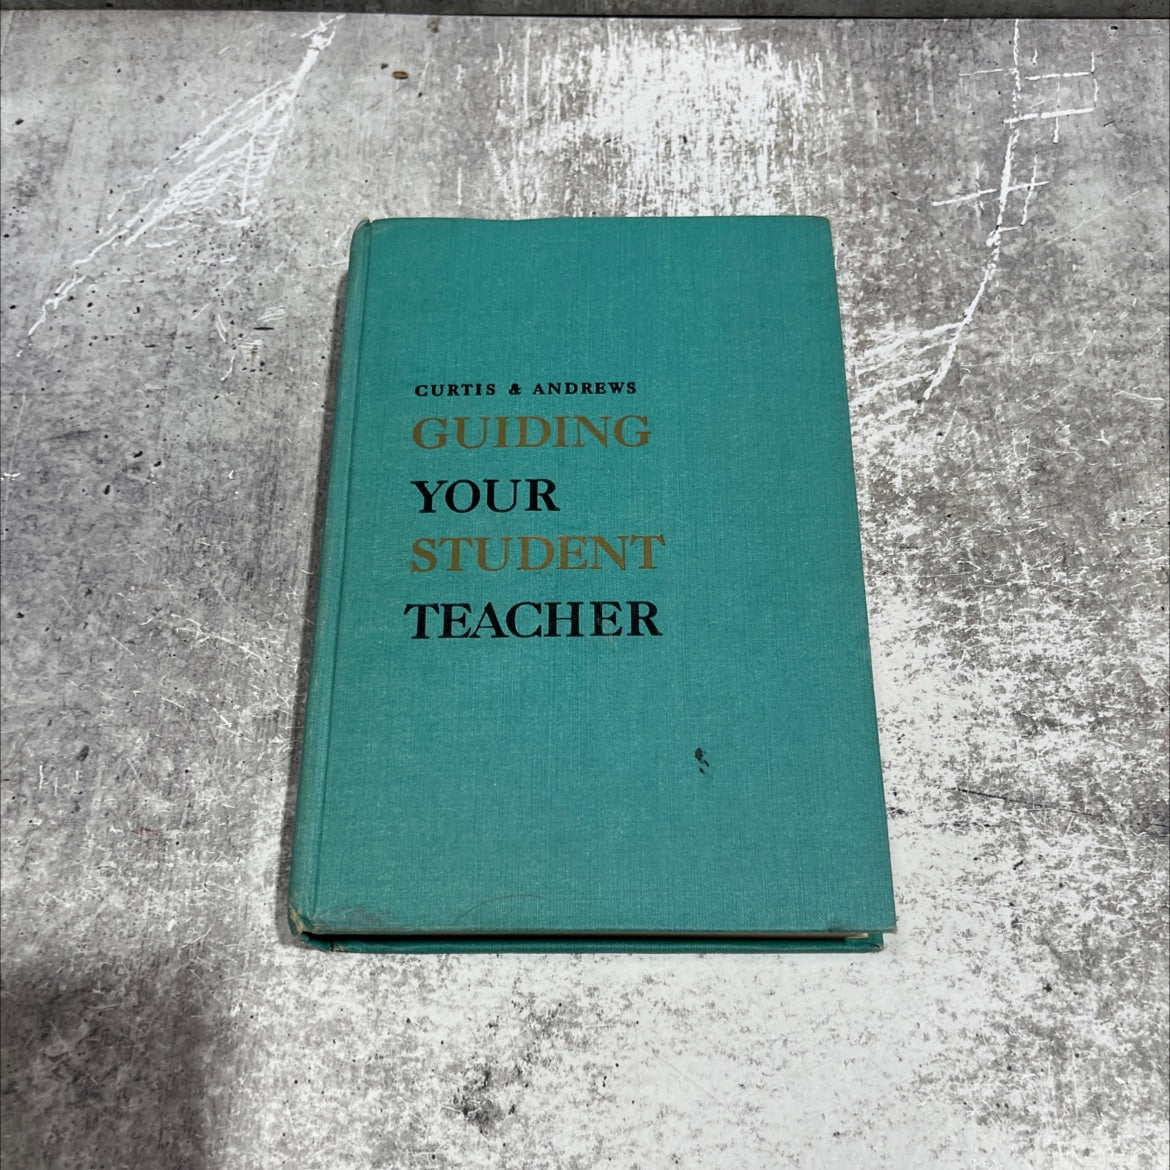 CURTIS & ANDREWS
GUIDING
YOUR
STUDENT
TEACHER